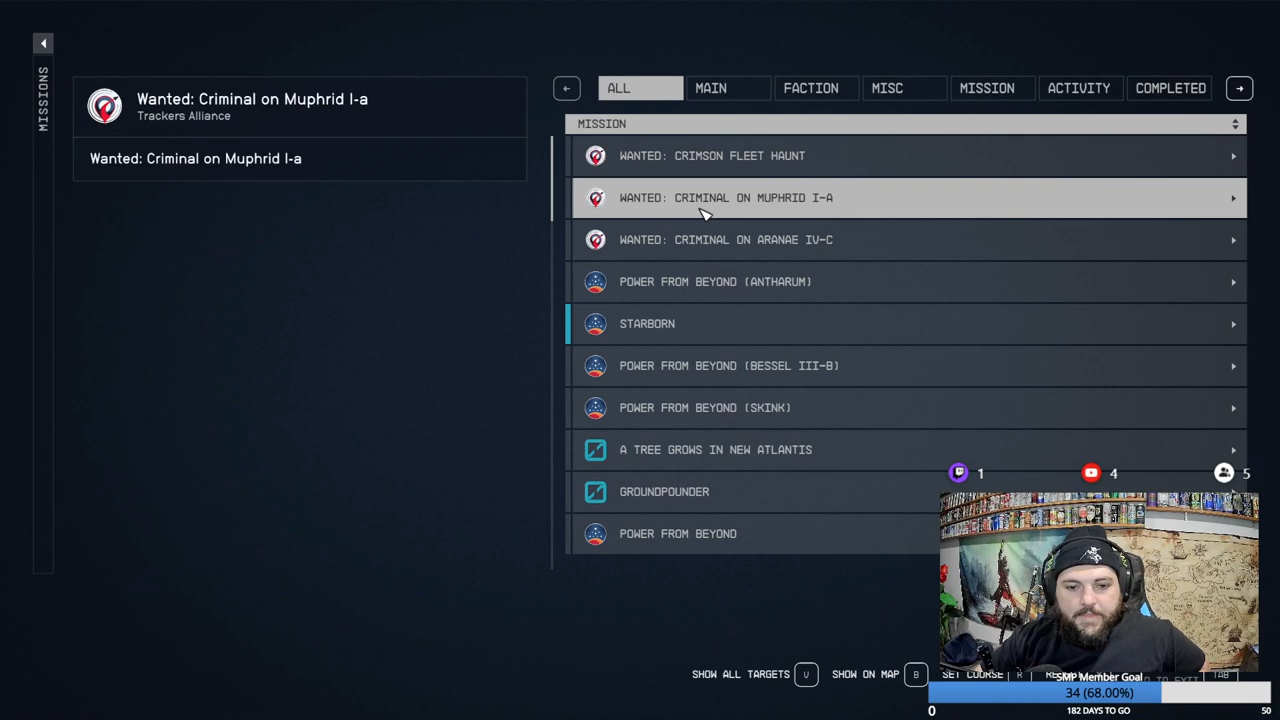 MISSIONS
Wanted: Criminal on Muphrid I-a
Trackers Alliance
Wanted: Criminal on Muphrid I-a
ALL
MAIN
FACTION
MISC
MISSION
ACTIVITY
COMPLETED
MISSION
WANTED: CRIMSON FLEET HAUNT
WANTED: CRIMINAL ON MUPHRID I-A
WANTED: CRIMINAL ON ARANAE IV-C
POWER FROM BEYOND (ANTHARUM)
STARBORN
POWER FROM BEYOND (BESSEL III-B)
POWER FROM BEYOND (SKINK)
A TREE GROWS IN NEW ATLANTIS
GROUNDPOUNDER
POWER FROM BEYOND
1
4
5
SHOW ALL TARGETS V
SHOW ON MAP B
SET COURSE R
TO EXIT TAB
SMP Member Goal
34 (68.00%)
0
182 DAYS TO GO
50